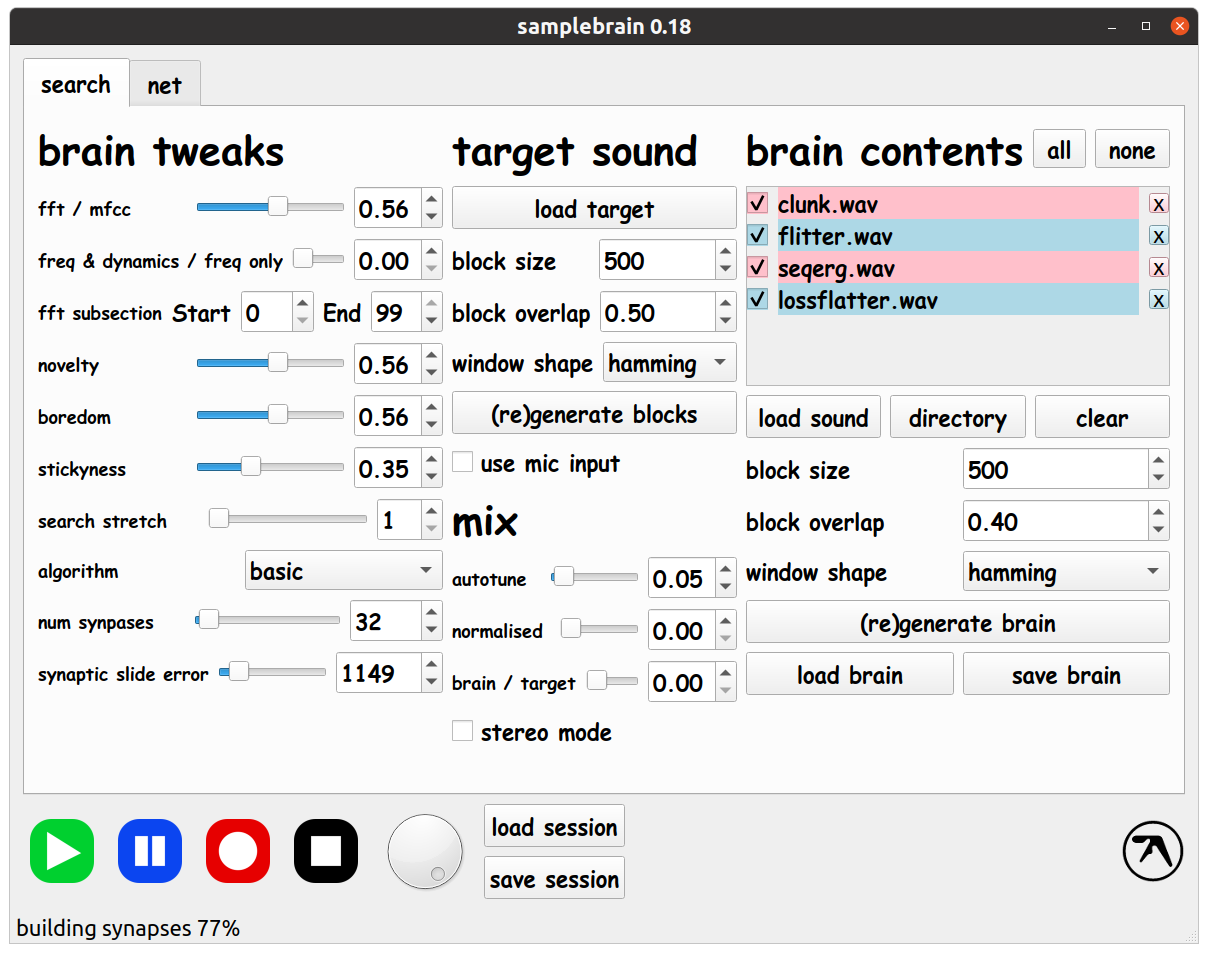 samplebrain 0.18
search net
brain tweaks
fft / mfcc 0.56
freq & dynamics / freq only 0.00
fft subsection Start 0 End 99
novelty 0.56
boredom 0.56
stickyness 0.35
search stretch 1
algorithm basic
num synpases 32
synaptic slide error 1149
target sound
load target
block size 500
block overlap 0.50
window shape hamming
(re)generate blocks
use mic input
mix
autotune 0.05
normalised 0.00
brain / target 0.00
stereo mode
brain contents all none
clunk.wav x
flitter.wav x
seqerg.wav x
lossflatter.wav x
load sound directory clear
block size 500
block overlap 0.40
window shape hamming
(re)generate brain
load brain save brain
load session
save session
building synapses 77%